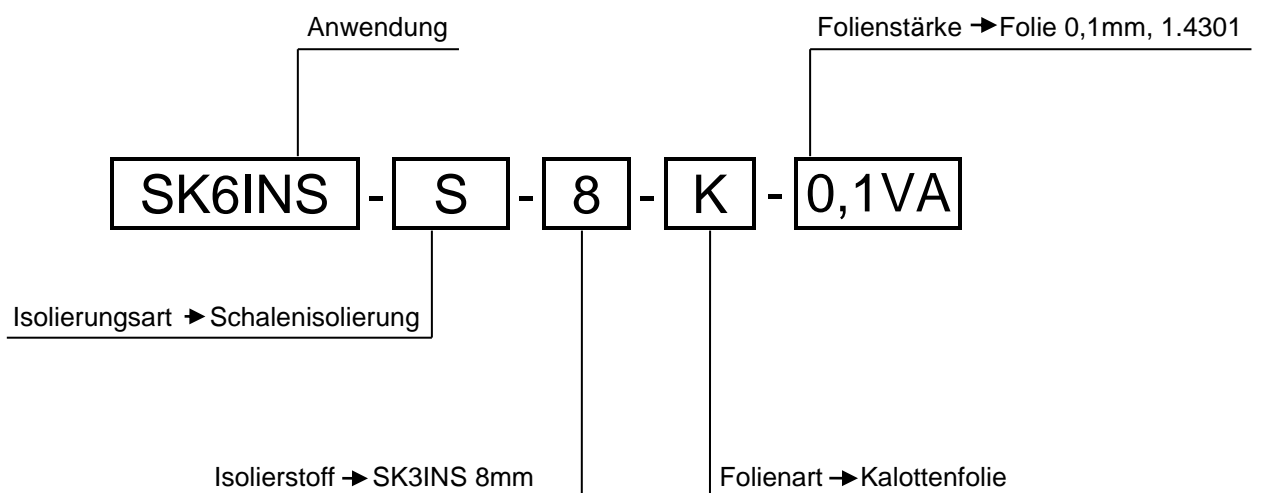 Anwendung
Folienstärke → Folie 0,1mm, 1.4301
SK6INS - S - 8 - K - 0,1VA
Isolierungsart → Schalenisolierung
Isolierstoff → SK3INS 8mm
Folienart → Kalottenfolie